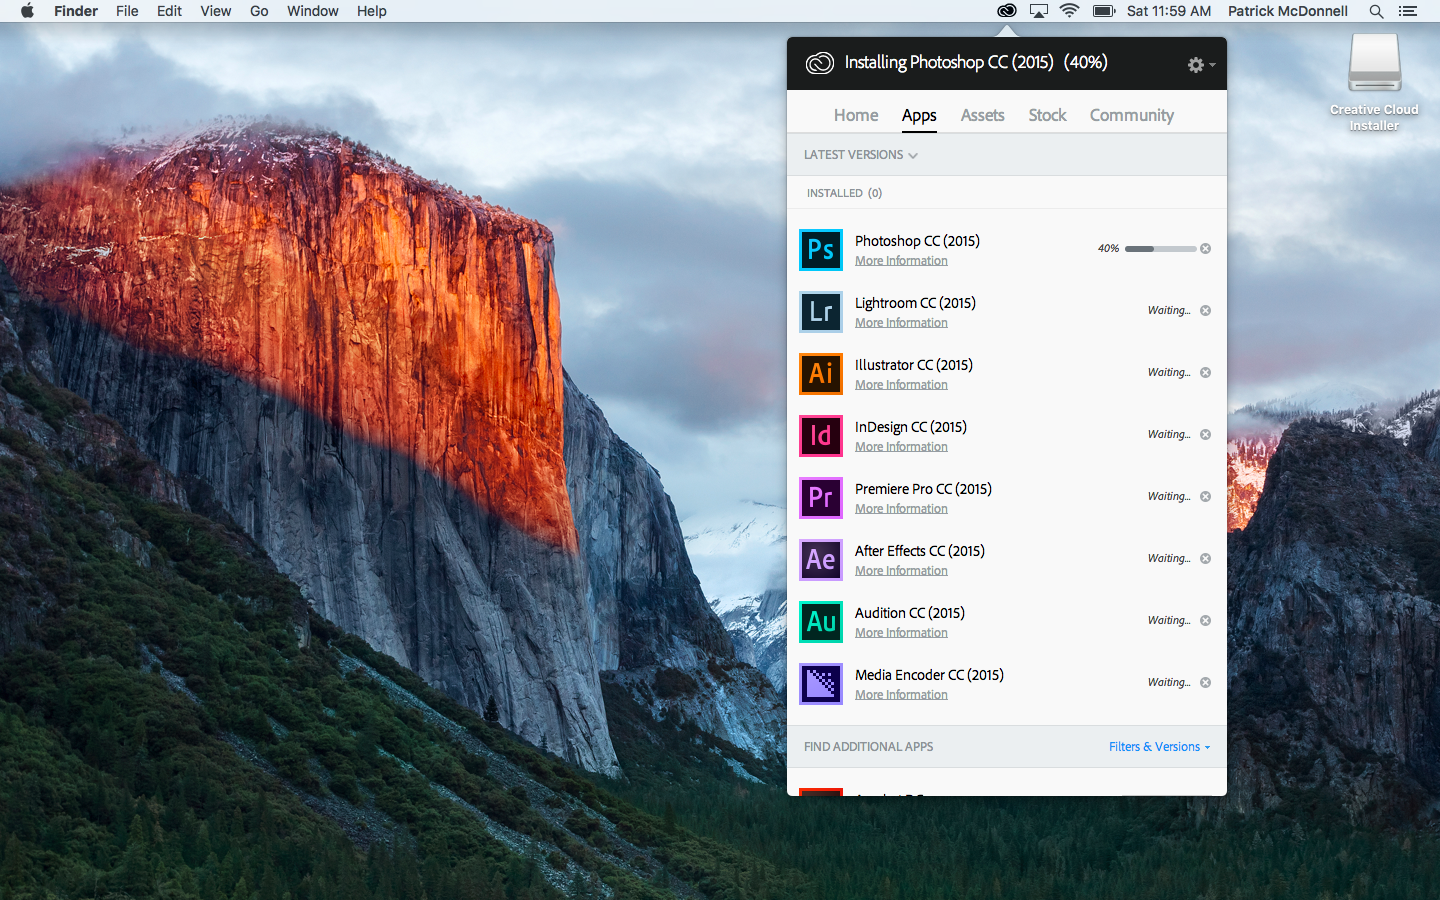 Finder File Edit View Go Window Help Sat 11:59 AM Patrick McDonnell
Installing Photoshop CC (2015) (40%)
Creative Cloud
Installer
Home Apps Assets Stock Community
LATEST VERSIONS
INSTALLED (0)
Ps Photoshop CC (2015) 40%
More Information
Lr Lightroom CC (2015) Waiting...
More Information
Ai Illustrator CC (2015) Waiting...
More Information
Id InDesign CC (2015) Waiting...
More Information
Pr Premiere Pro CC (2015) Waiting...
More Information
Ae After Effects CC (2015) Waiting...
More Information
Au Audition CC (2015) Waiting...
More Information
Media Encoder CC (2015) Waiting...
More Information
FIND ADDITIONAL APPS Filters & Versions